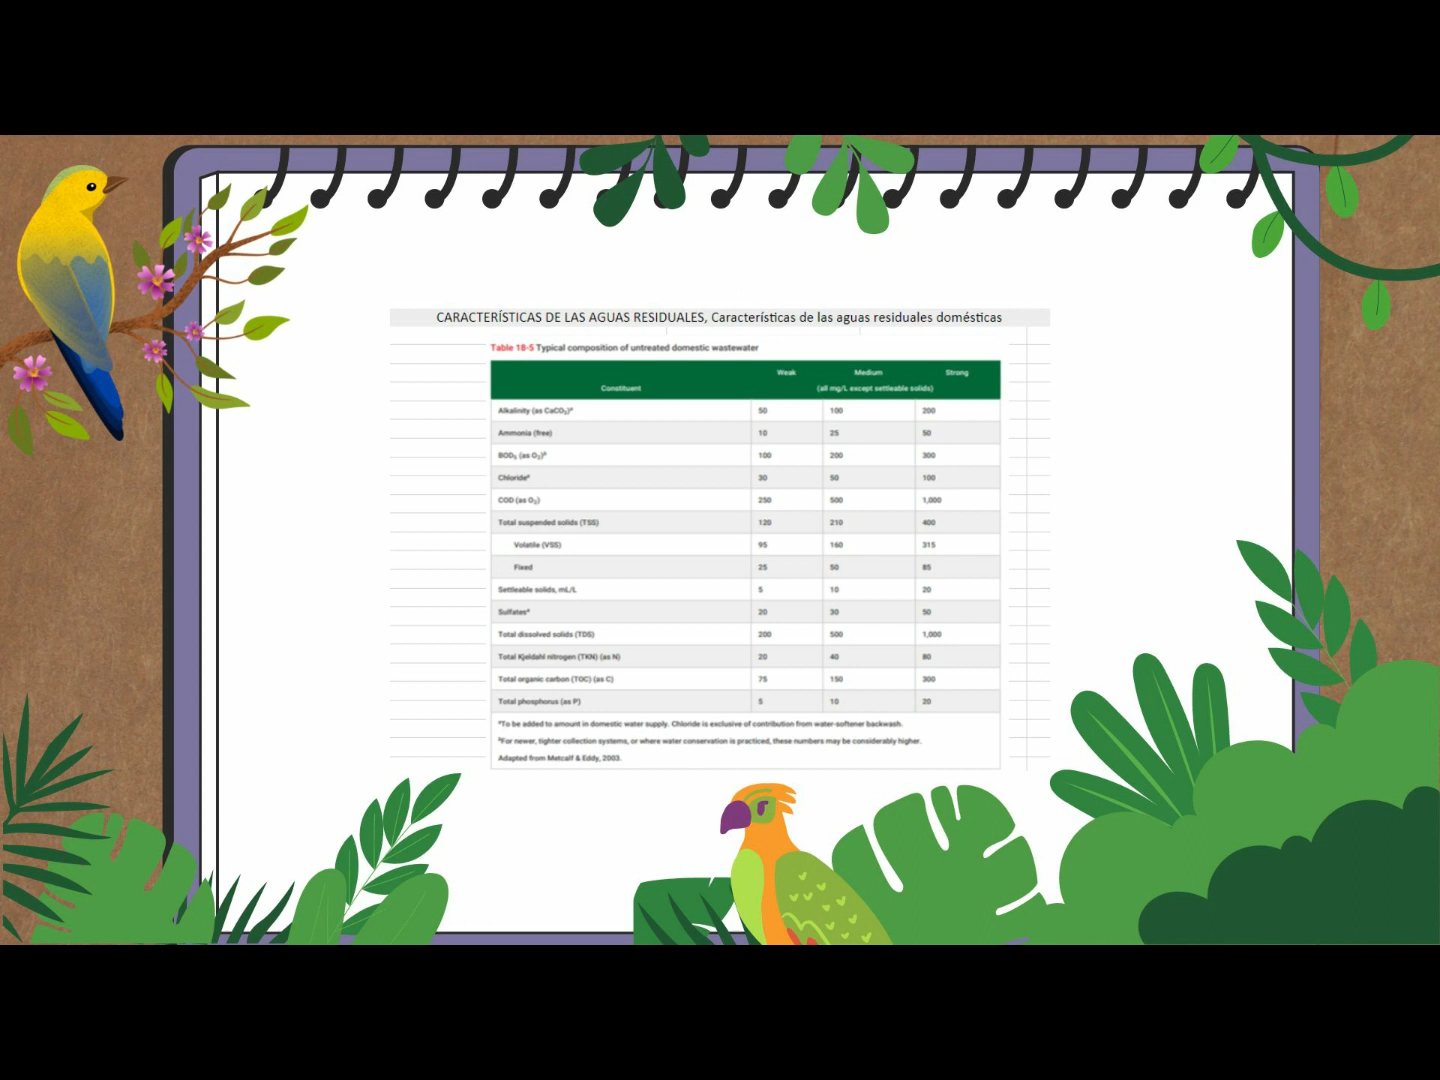 CARACTERÍSTICAS DE LAS AGUAS RESIDUALES, Características de las aguas residuales domésticas
Table 18-5 Typical composition of untreated domestic wastewater
Weak Medium Strong
Constituent (all mg/L except settleable solids)
Alkalinity (as CaCO₃)ᵃ 50 100 200
Ammonia (free) 10 25 50
BOD₅ (as O₂)ᵇ 100 200 300
Chlorideᵃ 30 50 100
COD (as O₂) 250 500 1,000
Total suspended solids (TSS) 120 210 400
Volatile (VSS) 95 160 315
Fixed 25 50 85
Settleable solids, mL/L 5 10 20
Sulfatesᵃ 20 30 50
Total dissolved solids (TDS) 200 500 1,000
Total Kjeldahl nitrogen (TKN) (as N) 20 40 80
Total organic carbon (TOC) (as C) 75 150 300
Total phosphorus (as P) 5 10 20
ᵃTo be added to amount in domestic water supply. Chloride is exclusive of contribution from water-softener backwash.
ᵇFor newer, tighter collection systems, or where water conservation is practiced, these numbers may be considerably higher.
Adapted from Metcalf & Eddy, 2003.